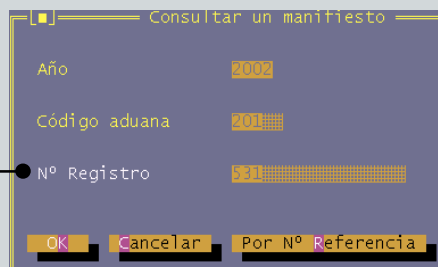 [■] Consultar un manifiesto
Año 2002
Código aduana 201
Nº Registro 531
OK Cancelar Por Nº Referencia